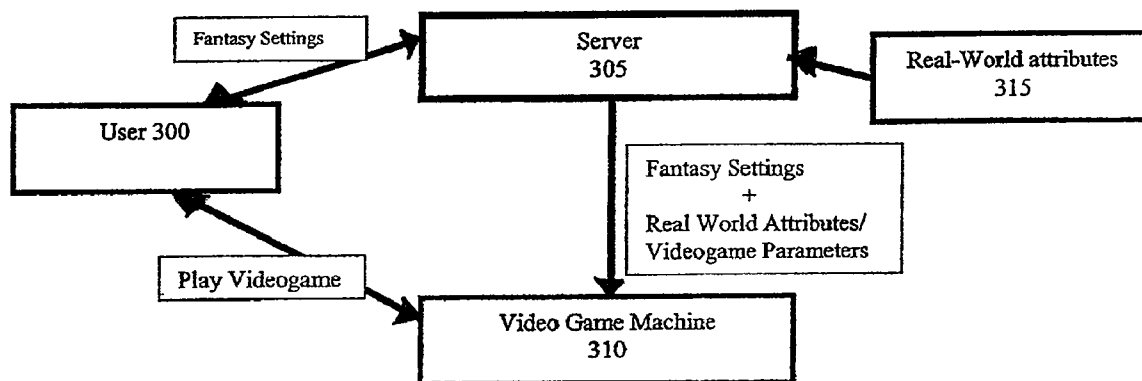 Fantasy Settings
Server
305
Real-World attributes
315
User 300
Fantasy Settings
+
Real World Attributes/
Videogame Parameters
Play Videogame
Video Game Machine
310